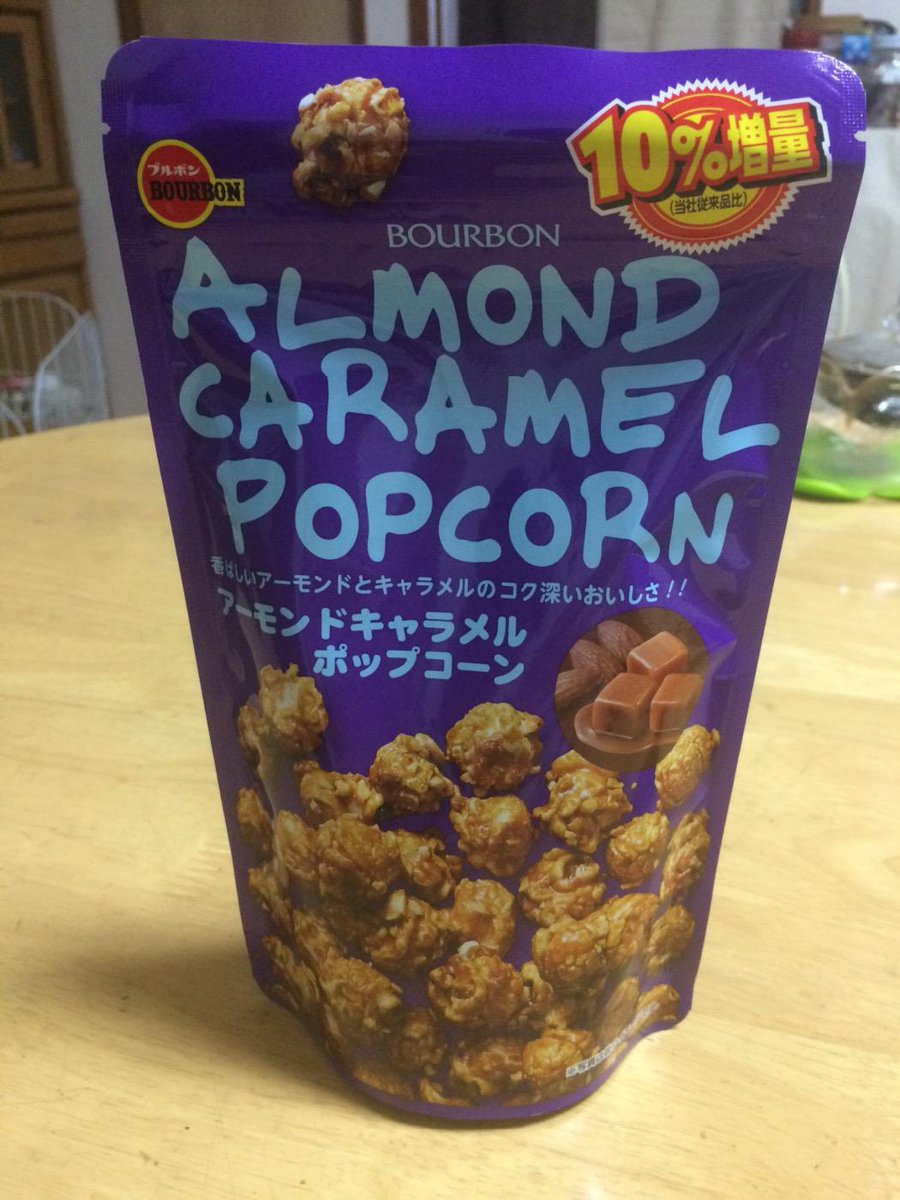 10%増量
(当社従来品比)
ブルボン
BOURBON
BOURBON
ALMOND
CARAMEL
POPCORN
香ばしいアーモンドとキャラメルのコク深いおいしさ!!
アーモンドキャラメル
ポップコーン